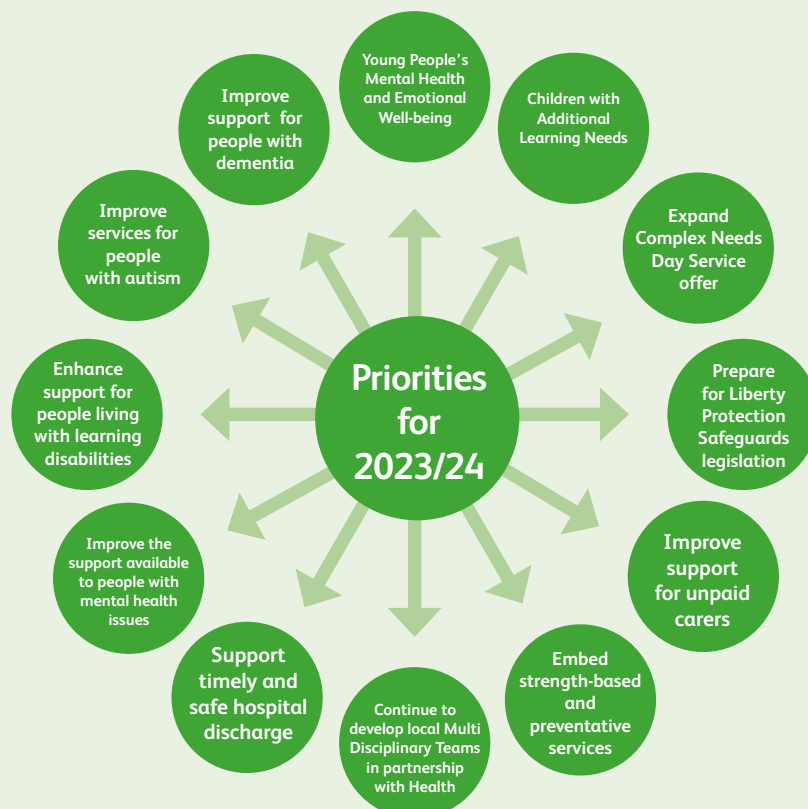 Young People's
Mental Health
and Emotional
Well-being
Children with
Additional
Learning Needs
Expand
Complex Needs
Day Service
offer
Prepare
for Liberty
Protection
Safeguards
legislation
Improve
support
for unpaid
carers
Embed
strength-based
and
preventative
services
Continue to
develop local Multi
Disciplinary Teams
in partnership
with Health
Support
timely and
safe hospital
discharge
Improve the
support available
to people with
mental health
issues
Enhance
support for
people living
with learning
disabilities
Improve
services for
people
with autism
Improve
support for
people with
dementia
Priorities
for
2023/24